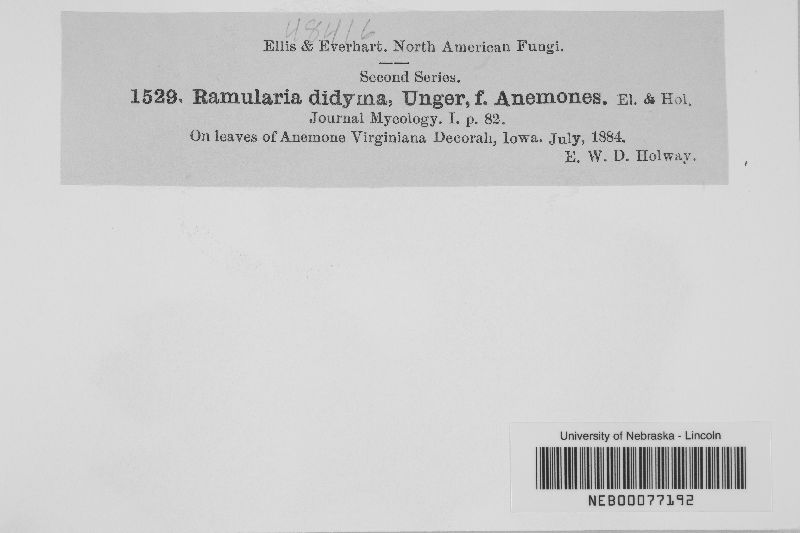 48416
Ellis & Everhart. North American Fungi.
Second Series.
1529. Ramularia didyma, Unger, f. Anemones. El. & Hol.
Journal Mycology. I. p. 82.
On leaves of Anemone Virginiana Decorah, Iowa. July, 1884.
E. W. D. Holway.
University of Nebraska - Lincoln
NEB00077192